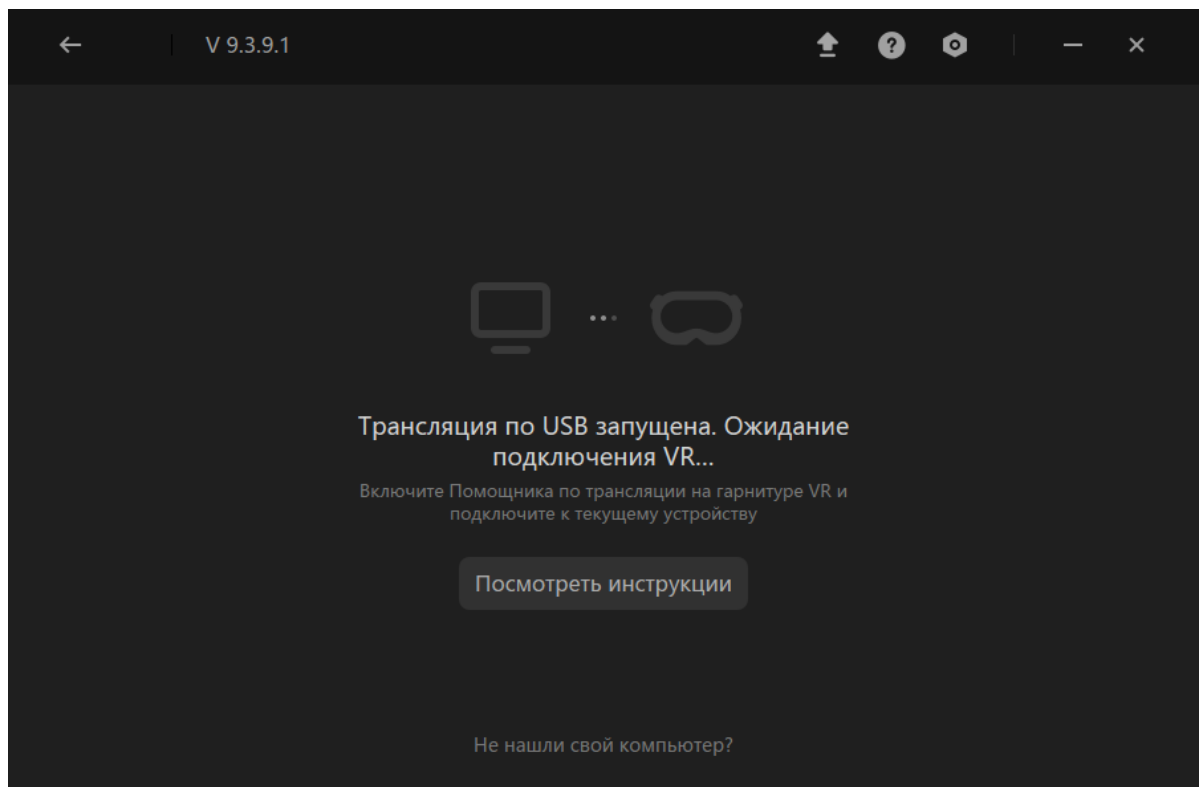 V 9.3.9.1
Трансляция по USB запущена. Ожидание
подключения VR...
Включите Помощника по трансляции на гарнитуре VR и
подключите к текущему устройству
Посмотреть инструкции
Не нашли свой компьютер?